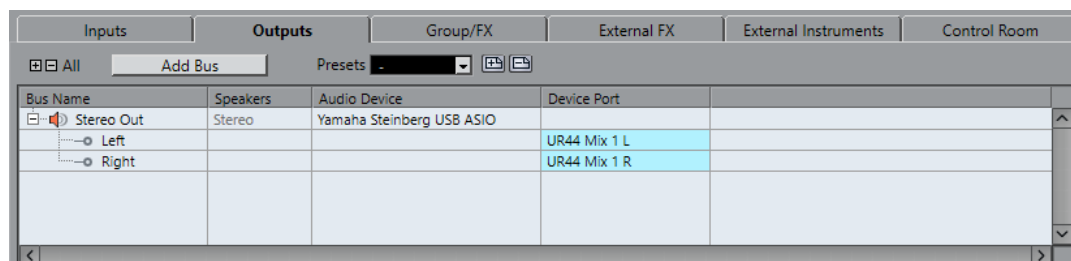 Inputs Outputs Group/FX External FX External Instruments Control Room
All Add Bus Presets -
Bus Name Speakers Audio Device Device Port
Stereo Out Stereo Yamaha Steinberg USB ASIO
Left UR44 Mix 1 L
Right UR44 Mix 1 R